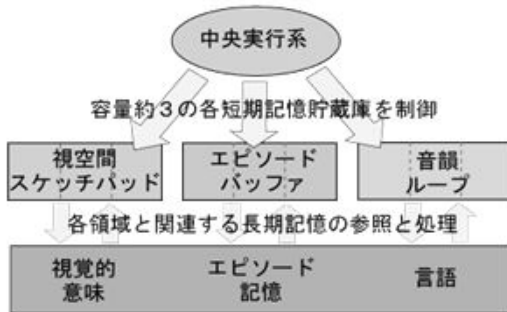 中央実行系
容量約３の各短期記憶貯蔵庫を制御
視空間
スケッチパッド
エピソード
バッファ
音韻
ループ
各領域と関連する長期記憶の参照と処理
視覚的
意味
エピソード
記憶
言語